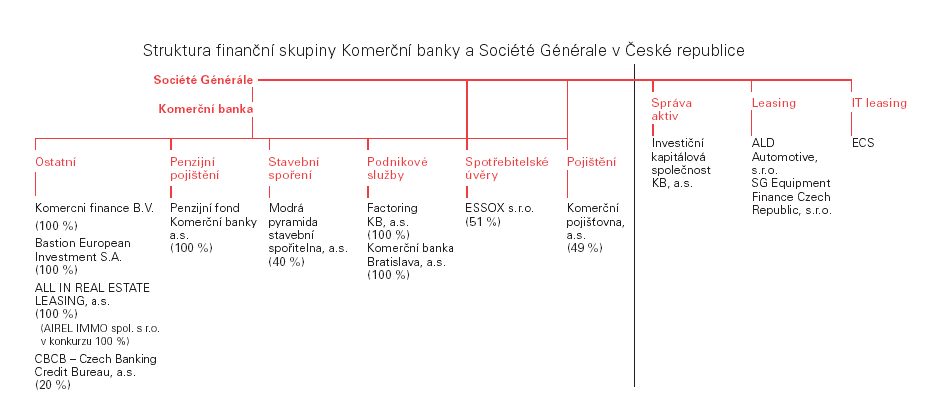 Struktura finanční skupiny Komerční banky a Société Générale v České republice
Société Générale
Komerční banka
Ostatní
Komercni finance B.V.
(100 %)
Bastion European
Investment S.A.
(100 %)
ALL IN REAL ESTATE
LEASING, a.s.
(100 %)
(AIREL IMMO spol. s r.o.
v konkurzu 100 %)
CBCB – Czech Banking
Credit Bureau, a.s.
(20 %)
Penzijní
pojištění
Penzijní fond
Komerční banky
a.s.
(100 %)
Stavební
spoření
Modrá
pyramida
stavební
spořitelna, a.s.
(40 %)
Podnikové
služby
Factoring
KB, a.s.
(100 %)
Komerční banka
Bratislava, a.s.
(100 %)
Spotřebitelské
úvěry
ESSOX s.r.o.
(51 %)
Pojištění
Komerční
pojišťovna,
a.s.
(49 %)
Správa
aktiv
Investiční
kapitálová
společnost
KB, a.s.
Leasing
ALD
Automotive,
s.r.o.
SG Equipment
Finance Czech
Republic, s.r.o.
IT leasing
ECS